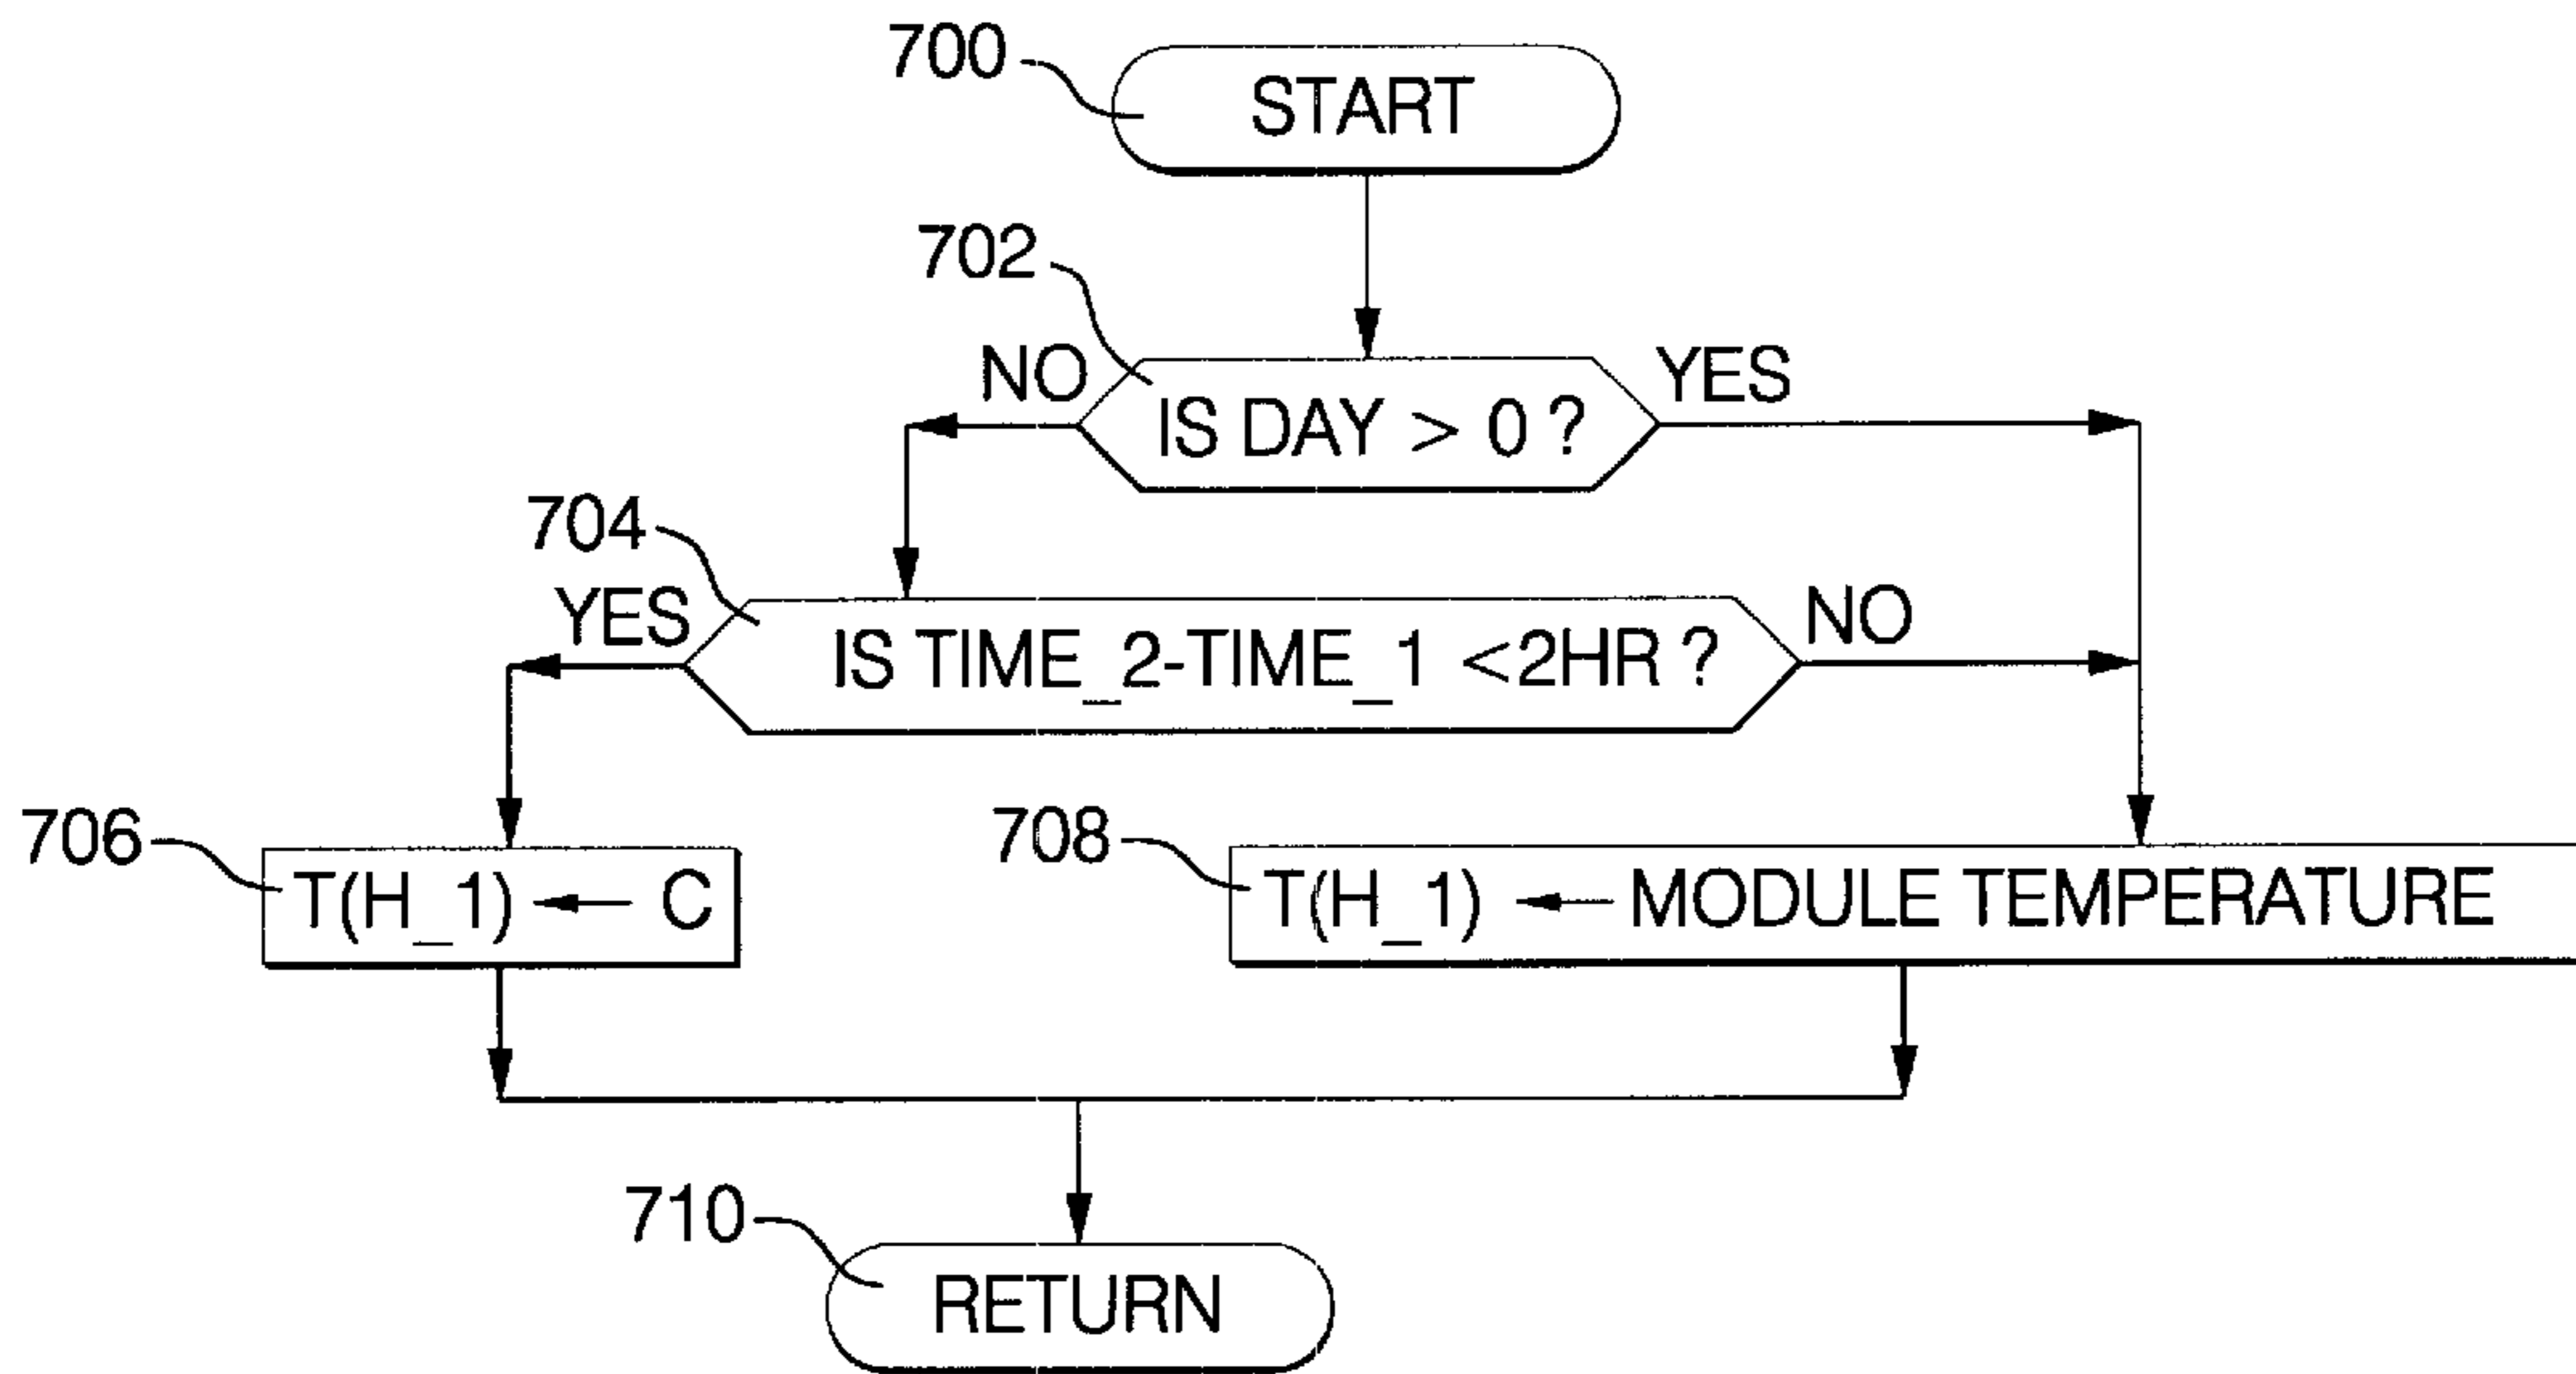 700
START
702
NO
YES
IS DAY > 0 ?
704
YES
NO
IS TIME_2-TIME_1 <2HR ?
706
T(H_1) ← C
708
T(H_1) ← MODULE TEMPERATURE
710
RETURN